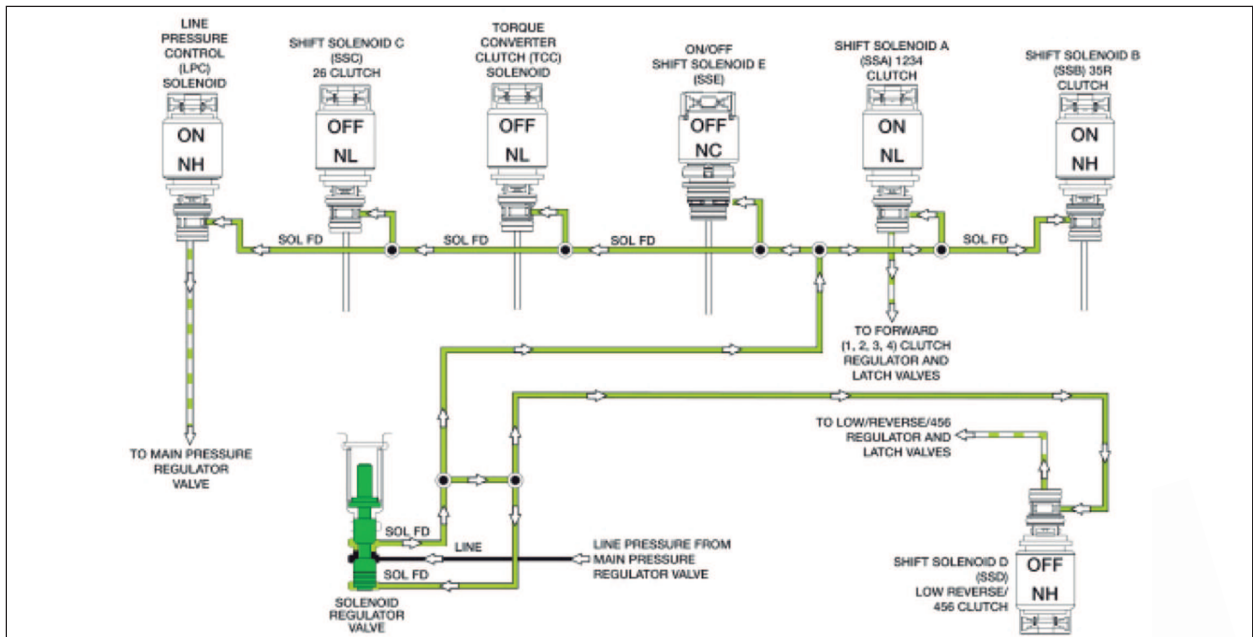 LINE
PRESSURE
CONTROL
(LPC)
SOLENOID
ON
NH
SHIFT SOLENOID C
(SSC)
26 CLUTCH
OFF
NL
TORQUE
CONVERTER
CLUTCH (TCC)
SOLENOID
OFF
NL
ON/OFF
SHIFT SOLENOID E
(SSE)
OFF
NC
SHIFT SOLENOID A
(SSA) 1234
CLUTCH
ON
NL
SHIFT SOLENOID B
(SSB) 35R
CLUTCH
ON
NH
SOL FD
SOL FD
SOL FD
SOL FD
TO FORWARD
(1, 2, 3, 4) CLUTCH
REGULATOR AND
LATCH VALVES
TO MAIN PRESSURE
REGULATOR
VALVE
TO LOW/REVERSE/456
REGULATOR AND
LATCH VALVES
SOL FD
LINE
LINE PRESSURE FROM
MAIN PRESSURE
REGULATOR VALVE
SOL FD
SOLENOID
REGULATOR
VALVE
SHIFT SOLENOID D
(SSD)
LOW REVERSE/
456 CLUTCH
OFF
NH